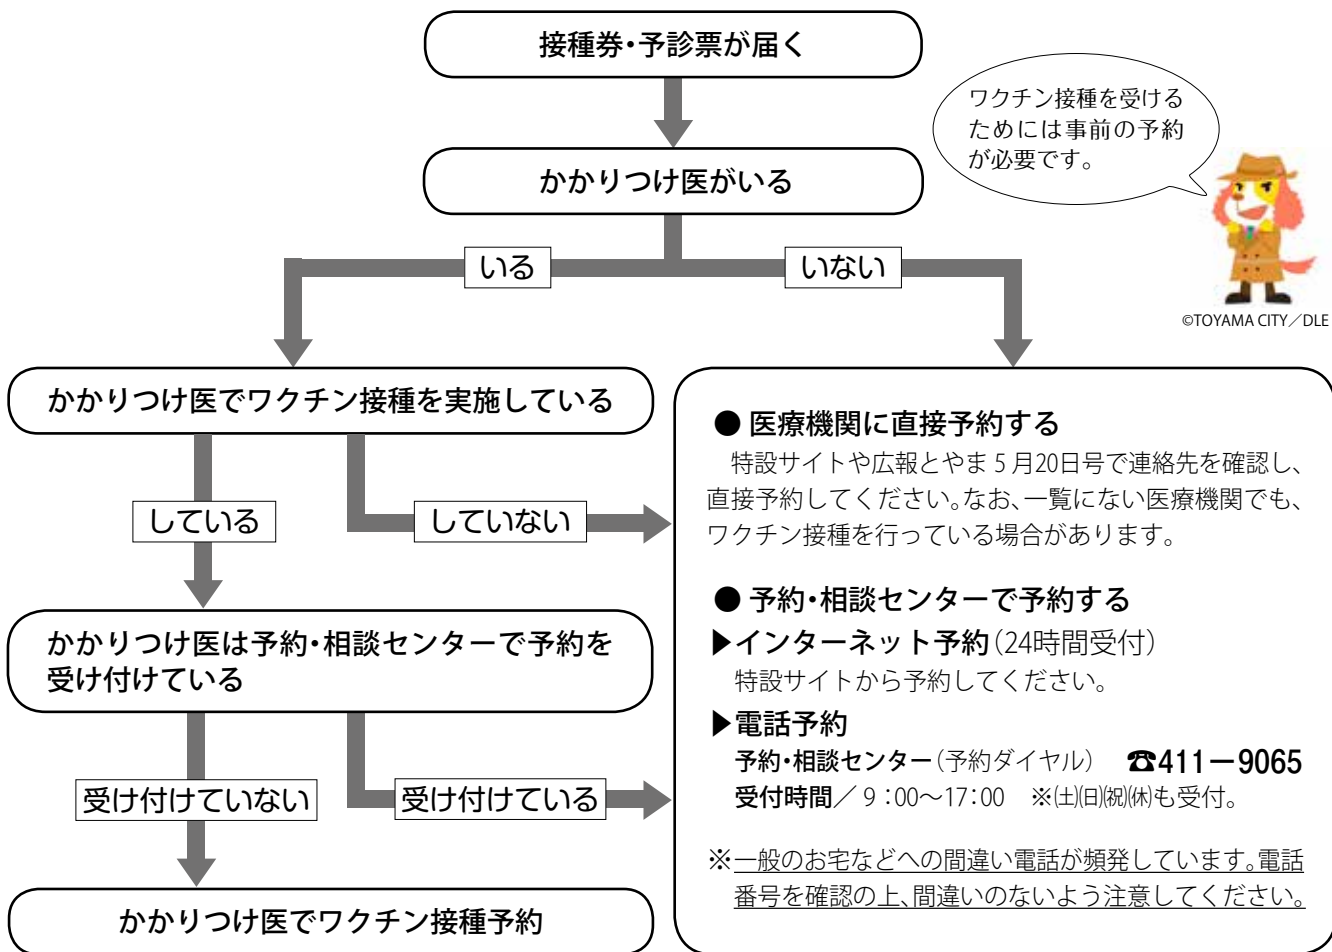 接種券・予診票が届く
ワクチン接種を受ける
ためには事前の予約
が必要です。
かかりつけ医がいる
いる
いない
©TOYAMA CITY／DLE
かかりつけ医でワクチン接種を実施している
している
していない
かかりつけ医は予約・相談センターで予約を
受け付けている
受け付けていない
受け付けている
かかりつけ医でワクチン接種予約
● 医療機関に直接予約する
特設サイトや広報とやま５月20日号で連絡先を確認し、
直接予約してください。なお、一覧にない医療機関でも、
ワクチン接種を行っている場合があります。
● 予約・相談センターで予約する
▶インターネット予約（24時間受付）
特設サイトから予約してください。
▶電話予約
予約・相談センター（予約ダイヤル） ☎411－9065
受付時間／９：00～17：00 ※㈯㈰㈷㈹も受付。
※一般のお宅などへの間違い電話が頻発しています。電話
番号を確認の上、間違いのないよう注意してください。